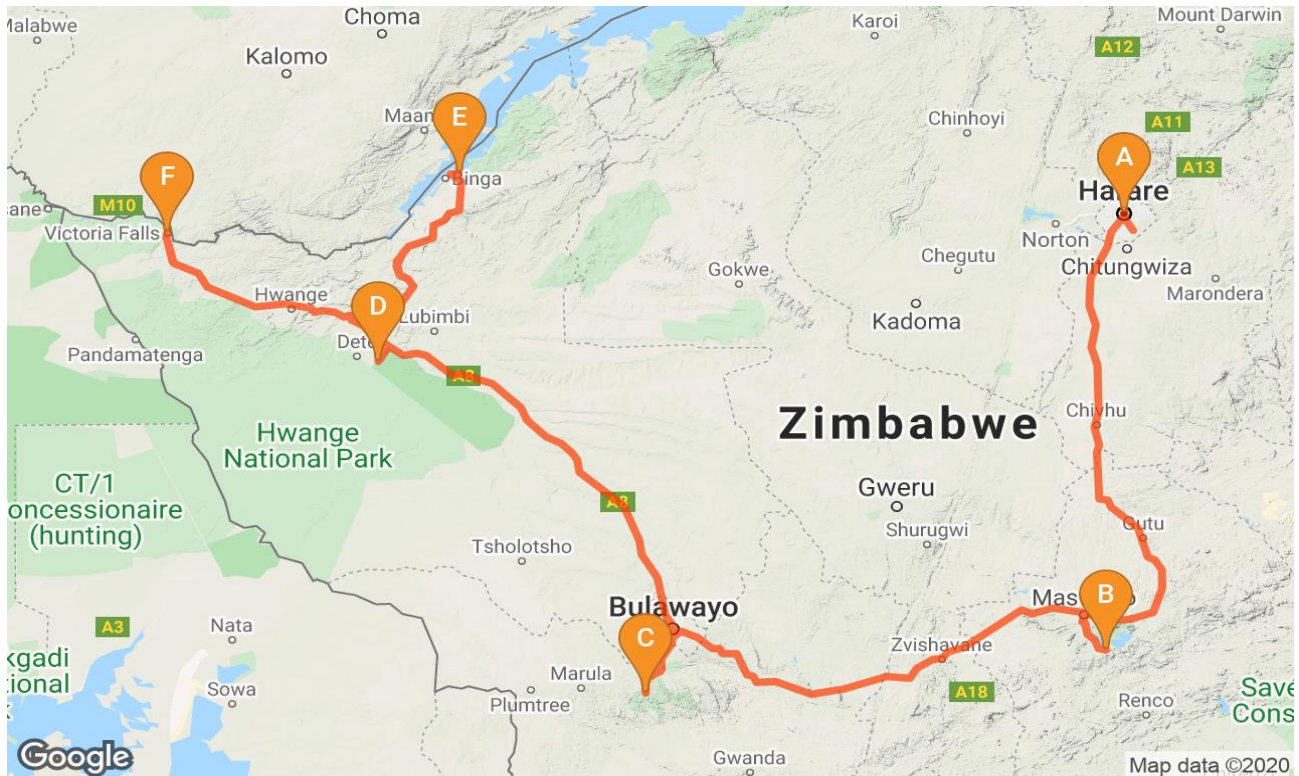 Malabwe
Choma
Karoi
Mount Darwin
A12
Kalomo
Maan
E
Chinhoyi
A11
A
A13
F
Binga
Harare
M10
Victoria Falls
Norton
Chitungwiza
Gokwe
Chegutu
Marondera
Hwange
D
Lubimbi
Kadoma
Pandamatenga
Dete
A8
Zimbabwe
Chivhu
Hwange
National Park
CT/1
oncessionaire
(hunting)
Gweru
A8
Shurugwi
Gutu
Tsholotsho
B
Bulawayo
A3
Nata
C
Zvishavane
kgadi
tional
Sowa
Marula
Plumtree
A18
Renco
Savé
Cons
Gwanda
Google
Map data ©2020